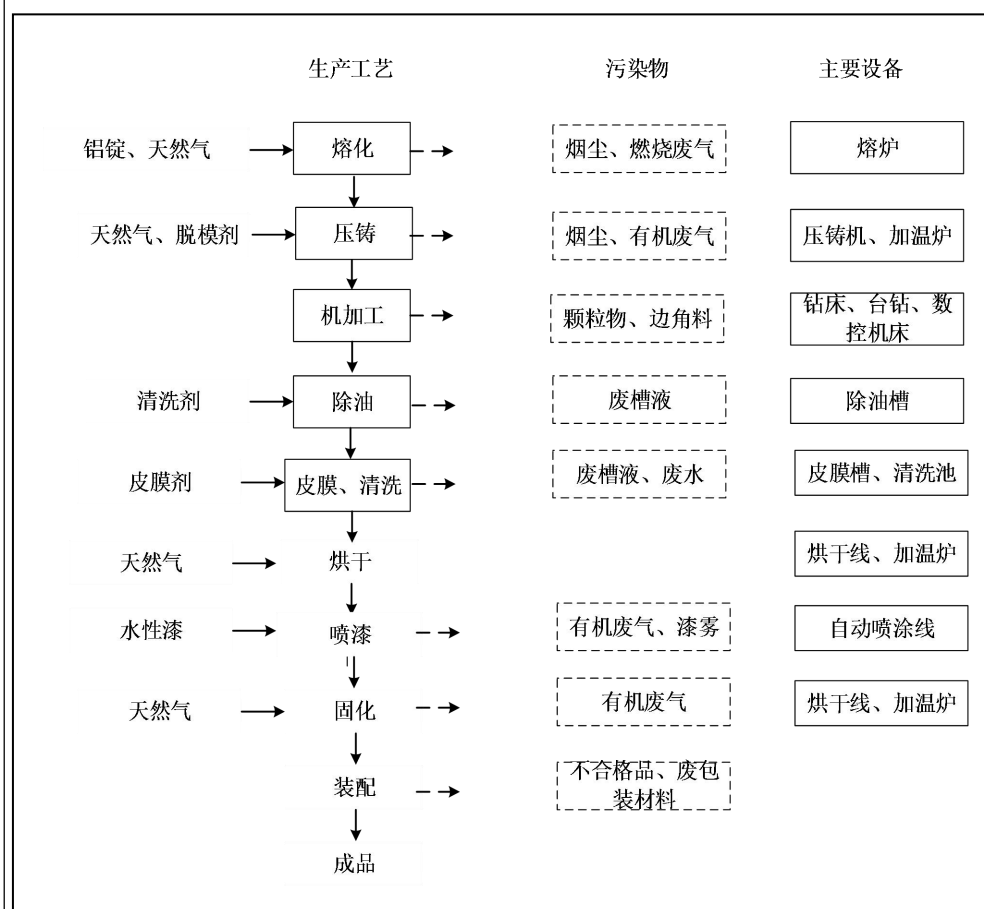 生产工艺 污染物 主要设备
铝锭、天然气 熔化 烟尘、燃烧废气 熔炉
天然气、脱模剂 压铸 烟尘、有机废气 压铸机、加温炉
机加工 颗粒物、边角料 钻床、台钻、数
控机床
清洗剂 除油 废槽液 除油槽
皮膜剂 皮膜、清洗 废槽液、废水 皮膜槽、清洗池
天然气 烘干 烘干线、加温炉
水性漆 喷漆 有机废气、漆雾 自动喷涂线
天然气 固化 有机废气 烘干线、加温炉
装配 不合格品、废包
装材料
成品